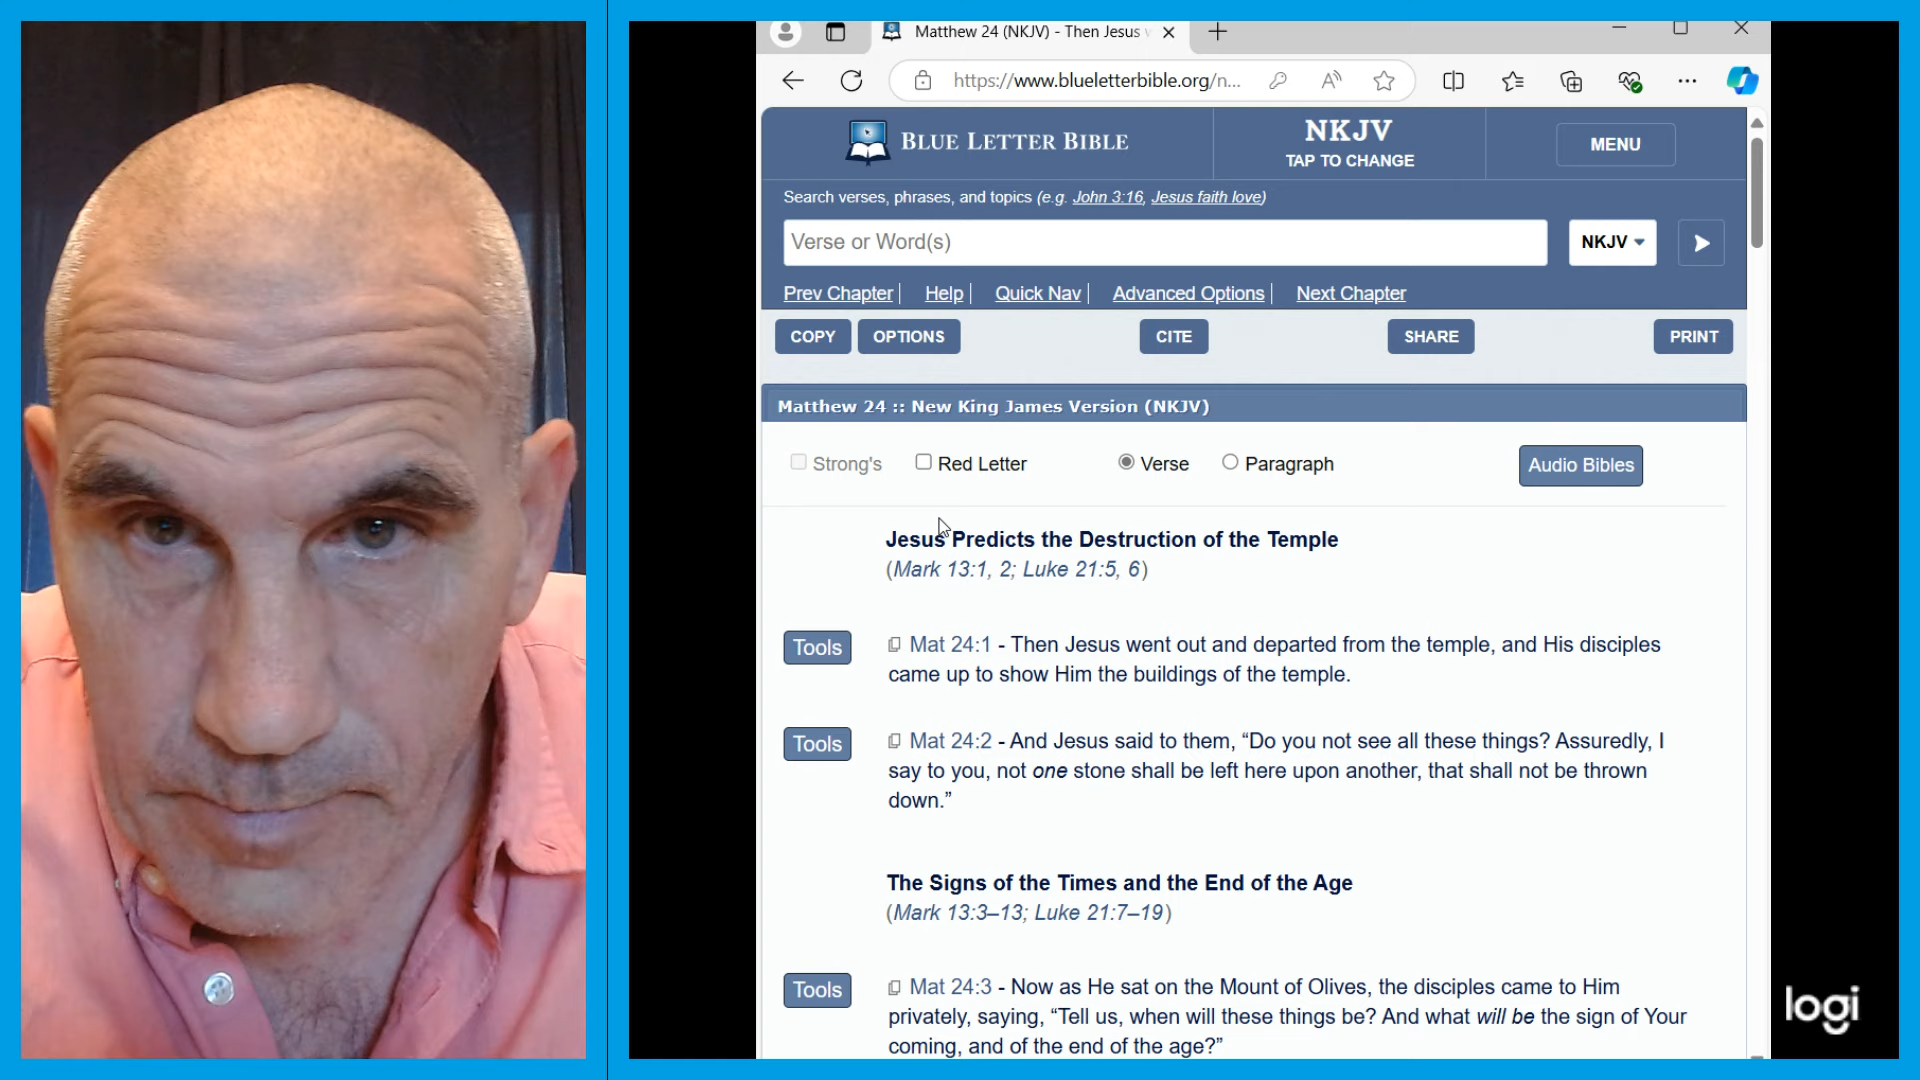 Matthew 24 (NKJV) - Then Jesus
https://www.blueletterbible.org/n...
BLUE LETTER BIBLE
NKJV
TAP TO CHANGE
MENU
Search verses, phrases, and topics (e.g. John 3:16, Jesus faith love)
Verse or Word(s)
NKJV
Prev Chapter | Help | Quick Nav | Advanced Options | Next Chapter
COPY OPTIONS CITE SHARE PRINT
Matthew 24 :: New King James Version (NKJV)
Strong's Red Letter Verse Paragraph Audio Bibles
Jesus Predicts the Destruction of the Temple
(Mark 13:1, 2; Luke 21:5, 6)
Tools Mat 24:1 - Then Jesus went out and departed from the temple, and His disciples
came up to show Him the buildings of the temple.
Tools Mat 24:2 - And Jesus said to them, “Do you not see all these things? Assuredly, I
say to you, not one stone shall be left here upon another, that shall not be thrown
down.”
The Signs of the Times and the End of the Age
(Mark 13:3–13; Luke 21:7–19)
Tools Mat 24:3 - Now as He sat on the Mount of Olives, the disciples came to Him
privately, saying, “Tell us, when will these things be? And what will be the sign of Your
coming, and of the end of the age?”
logi